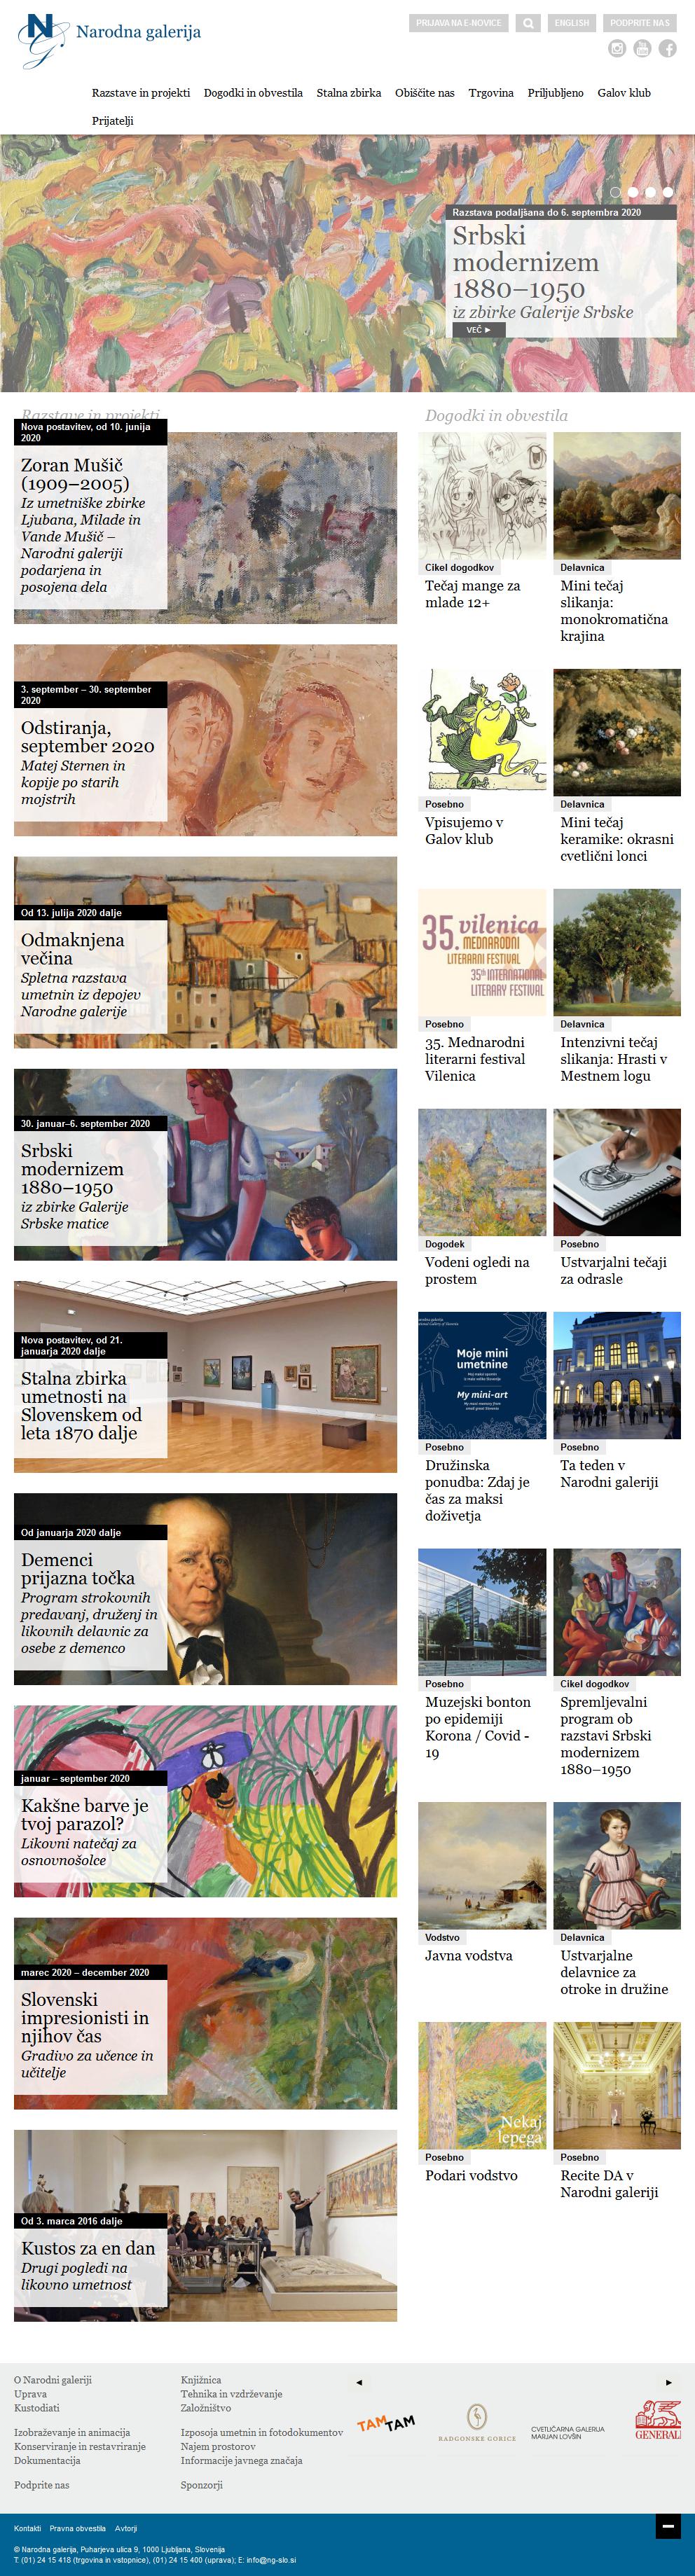 N
G
Narodna galerija
PRIJAVA NA E-NOVICE
ENGLISH
PODPRITE NAS
Razstave in projekti
Dogodki in obvestila
Stalna zbirka
Obiščite nas
Trgovina
Priljubljeno
Galov klub
Prijatelji
Razstava podaljšana do 6. septembra 2020
Srbski
modernizem
1880–1950
iz zbirke Galerije Srbske
VEČ ►
Razstave in projekti
Nova postavitev, od 10. junija
2020
Zoran Mušič
(1909–2005)
Iz umetniške zbirke
Ljubana, Milade in
Vande Mušič –
Narodni galeriji
podarjena in
posojena dela
3. september – 30. september
2020
Odstiranja,
september 2020
Matej Sternen in
kopije po starih
mojstrih
Od 13. julija 2020 dalje
Odmaknjena
večina
Spletna razstava
umetnin iz depojev
Narodne galerije
30. januar–6. september 2020
Srbski
modernizem
1880–1950
iz zbirke Galerije
Srbske matice
Nova postavitev, od 21.
januarja 2020 dalje
Stalna zbirka
umetnosti na
Slovenskem od
leta 1870 dalje
Od januarja 2020 dalje
Demenci
prijazna točka
Program strokovnih
predavanj, druženj in
likovnih delavnic za
osebe z demenco
januar – september 2020
Kakšne barve je
tvoj parazol?
Likovni natečaj za
osnovnošolce
marec 2020 – december 2020
Slovenski
impresionisti in
njihov čas
Gradivo za učence in
učitelje
Od 3. marca 2016 dalje
Kustos za en dan
Drugi pogledi na
likovno umetnost
Dogodki in obvestila
Cikel dogodkov
Tečaj mange za
mlade 12+
Delavnica
Mini tečaj
slikanja:
monokromatična
krajina
Posebno
Vpisujemo v
Galov klub
Delavnica
Mini tečaj
keramike: okrasni
cvetlični lonci
35. vilenica
MEDNARODNI
LITERARNI FESTIVAL
35th INTERNATIONAL
LITERARY FESTIVAL
Posebno
35. Mednarodni
literarni festival
Vilenica
Delavnica
Intenzivni tečaj
slikanja: Hrasti v
Mestnem logu
Dogodek
Vodeni ogledi na
prostem
Posebno
Ustvarjalni tečaji
za odrasle
Moje mini
umetnine
My mini-art
Posebno
Družinska
ponudba: Zdaj je
čas za maksi
doživetja
Posebno
Ta teden v
Narodni galeriji
Posebno
Muzejski bonton
po epidemiji
Korona / Covid -
19
Cikel dogodkov
Spremljevalni
program ob
razstavi Srbski
modernizem
1880–1950
Vodstvo
Javna vodstva
Delavnica
Ustvarjalne
delavnice za
otroke in družine
Nekaj
lepega
Posebno
Podari vodstvo
Posebno
Recite DA v
Narodni galeriji
O Narodni galeriji
Uprava
Kustodiati
Izobraževanje in animacija
Konserviranje in restavriranje
Dokumentacija
Podprite nas
Knjižnica
Tehnika in vzdrževanje
Založništvo
Izposoja umetnin in fotodokumentov
Najem prostorov
Informacije javnega značaja
Sponzorji
◄
►
TAMTAM
RADGONSKE GORICE
CVETLIČARNA GALERIJA
MARJAN LOVŠIN
GENERALI
Kontakti
Pravna obvestila
Avtorji
© Narodna galerija, Puharjeva ulica 9, 1000 Ljubljana, Slovenija
T: (01) 24 15 418 (trgovina in vstopnice), (01) 24 15 400 (uprava); E: info@ng-slo.si